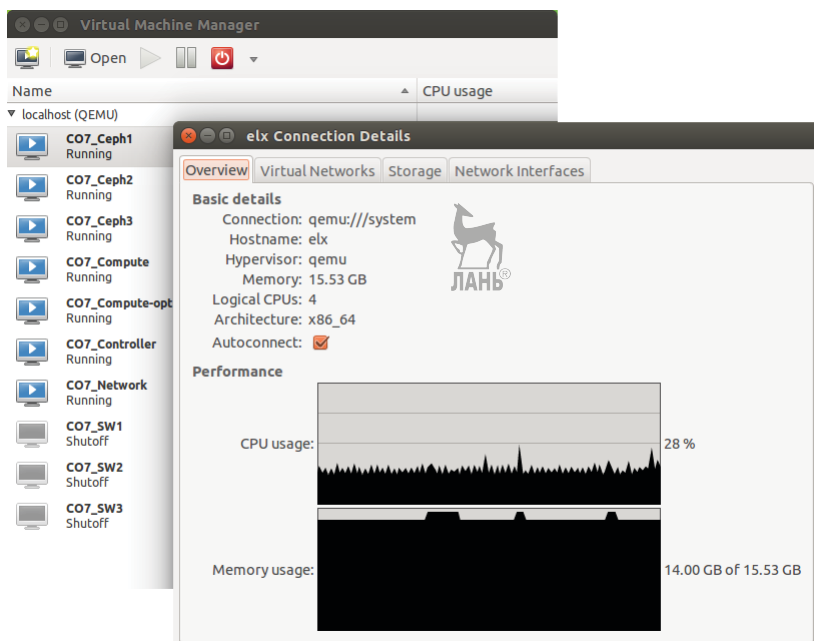 Virtual Machine Manager
Open
Name CPU usage
localhost (QEMU)
CO7_Ceph1
Running
CO7_Ceph2
Running
CO7_Ceph3
Running
CO7_Compute
Running
CO7_Compute-opt
Running
CO7_Controller
Running
CO7_Network
Running
CO7_SW1
Shutoff
CO7_SW2
Shutoff
CO7_SW3
Shutoff
elx Connection Details
Overview Virtual Networks Storage Network Interfaces
Basic details
Connection: qemu:///system
Hostname: elx
Hypervisor: qemu
Memory: 15.53 GB
Logical CPUs: 4
Architecture: x86_64
Autoconnect:
ЛАНЬ®
Performance
CPU usage: 28 %
Memory usage: 14.00 GB of 15.53 GB